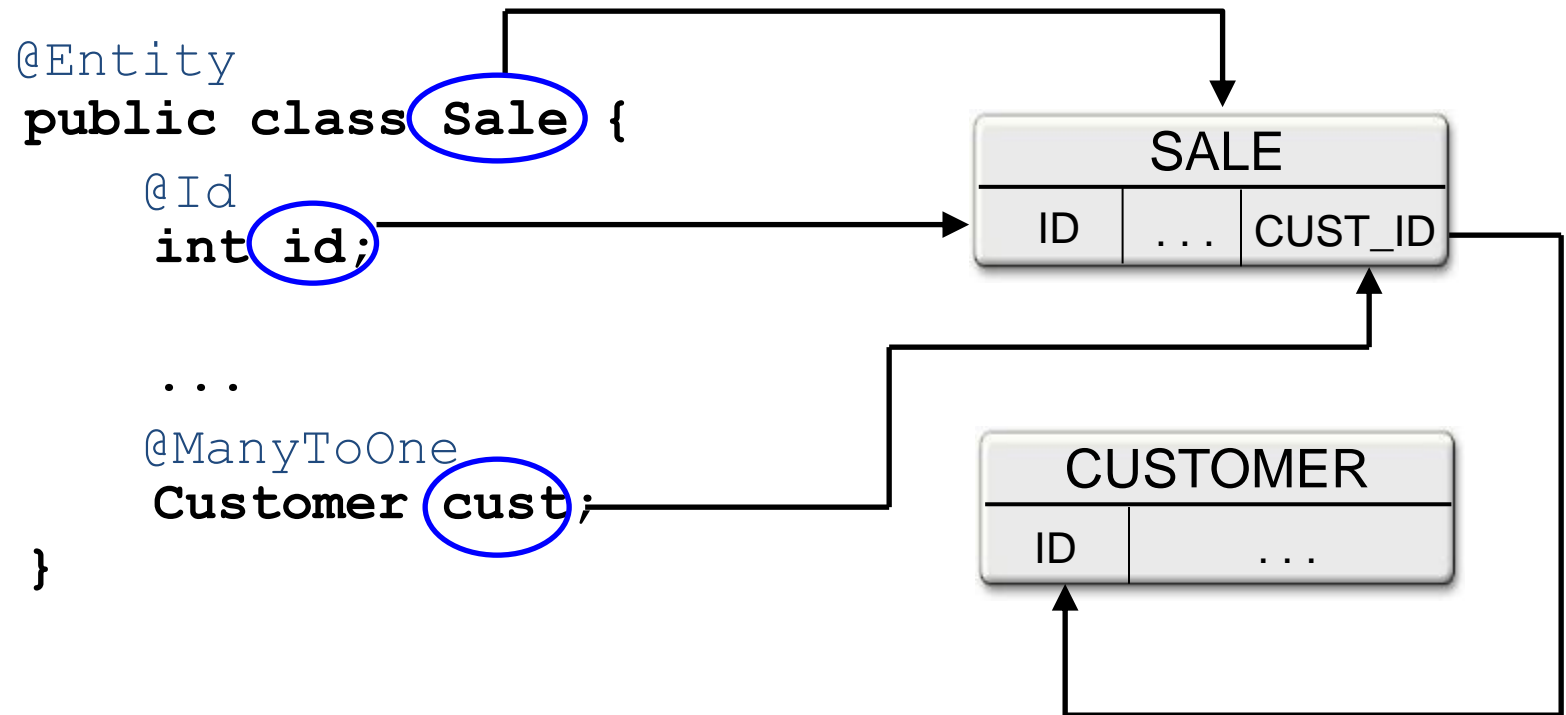 @Entity
public class Sale {
@Id
int id;
...
@ManyToOne
Customer cust;
}
SALE
ID ... CUST_ID
CUSTOMER
ID ...